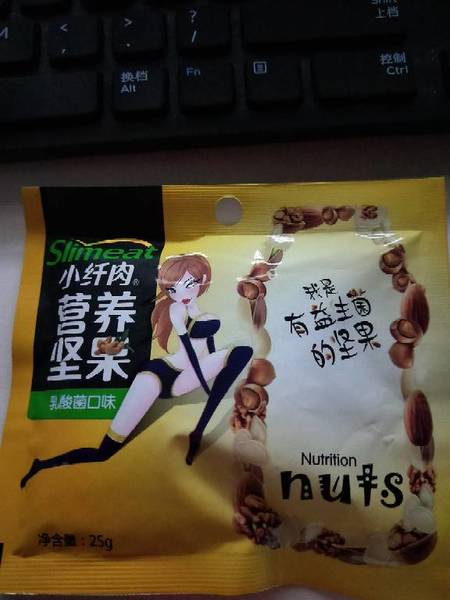 M
<
,
>
.
?
/
Shift
上档
换档
Alt
Fn
控制
Ctrl
Slimeat
小纤肉®
营养
坚果
乳酸菌口味
我是
有益生菌
的坚果
Nutrition
nuts
净含量：25g